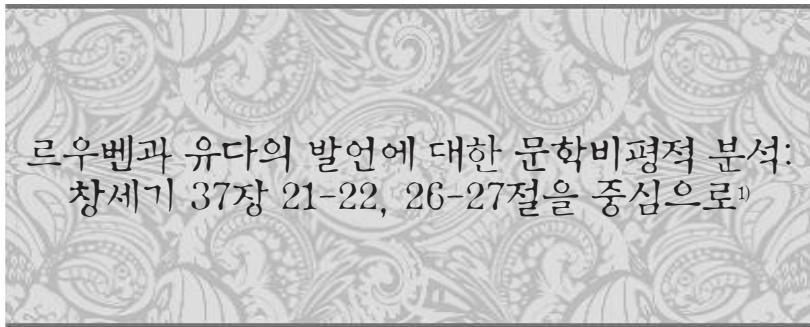 르우벤과 유다의 발언에 대한 문학비평적 분석:
창세기 37장 21-22, 26-27절을 중심으로1)